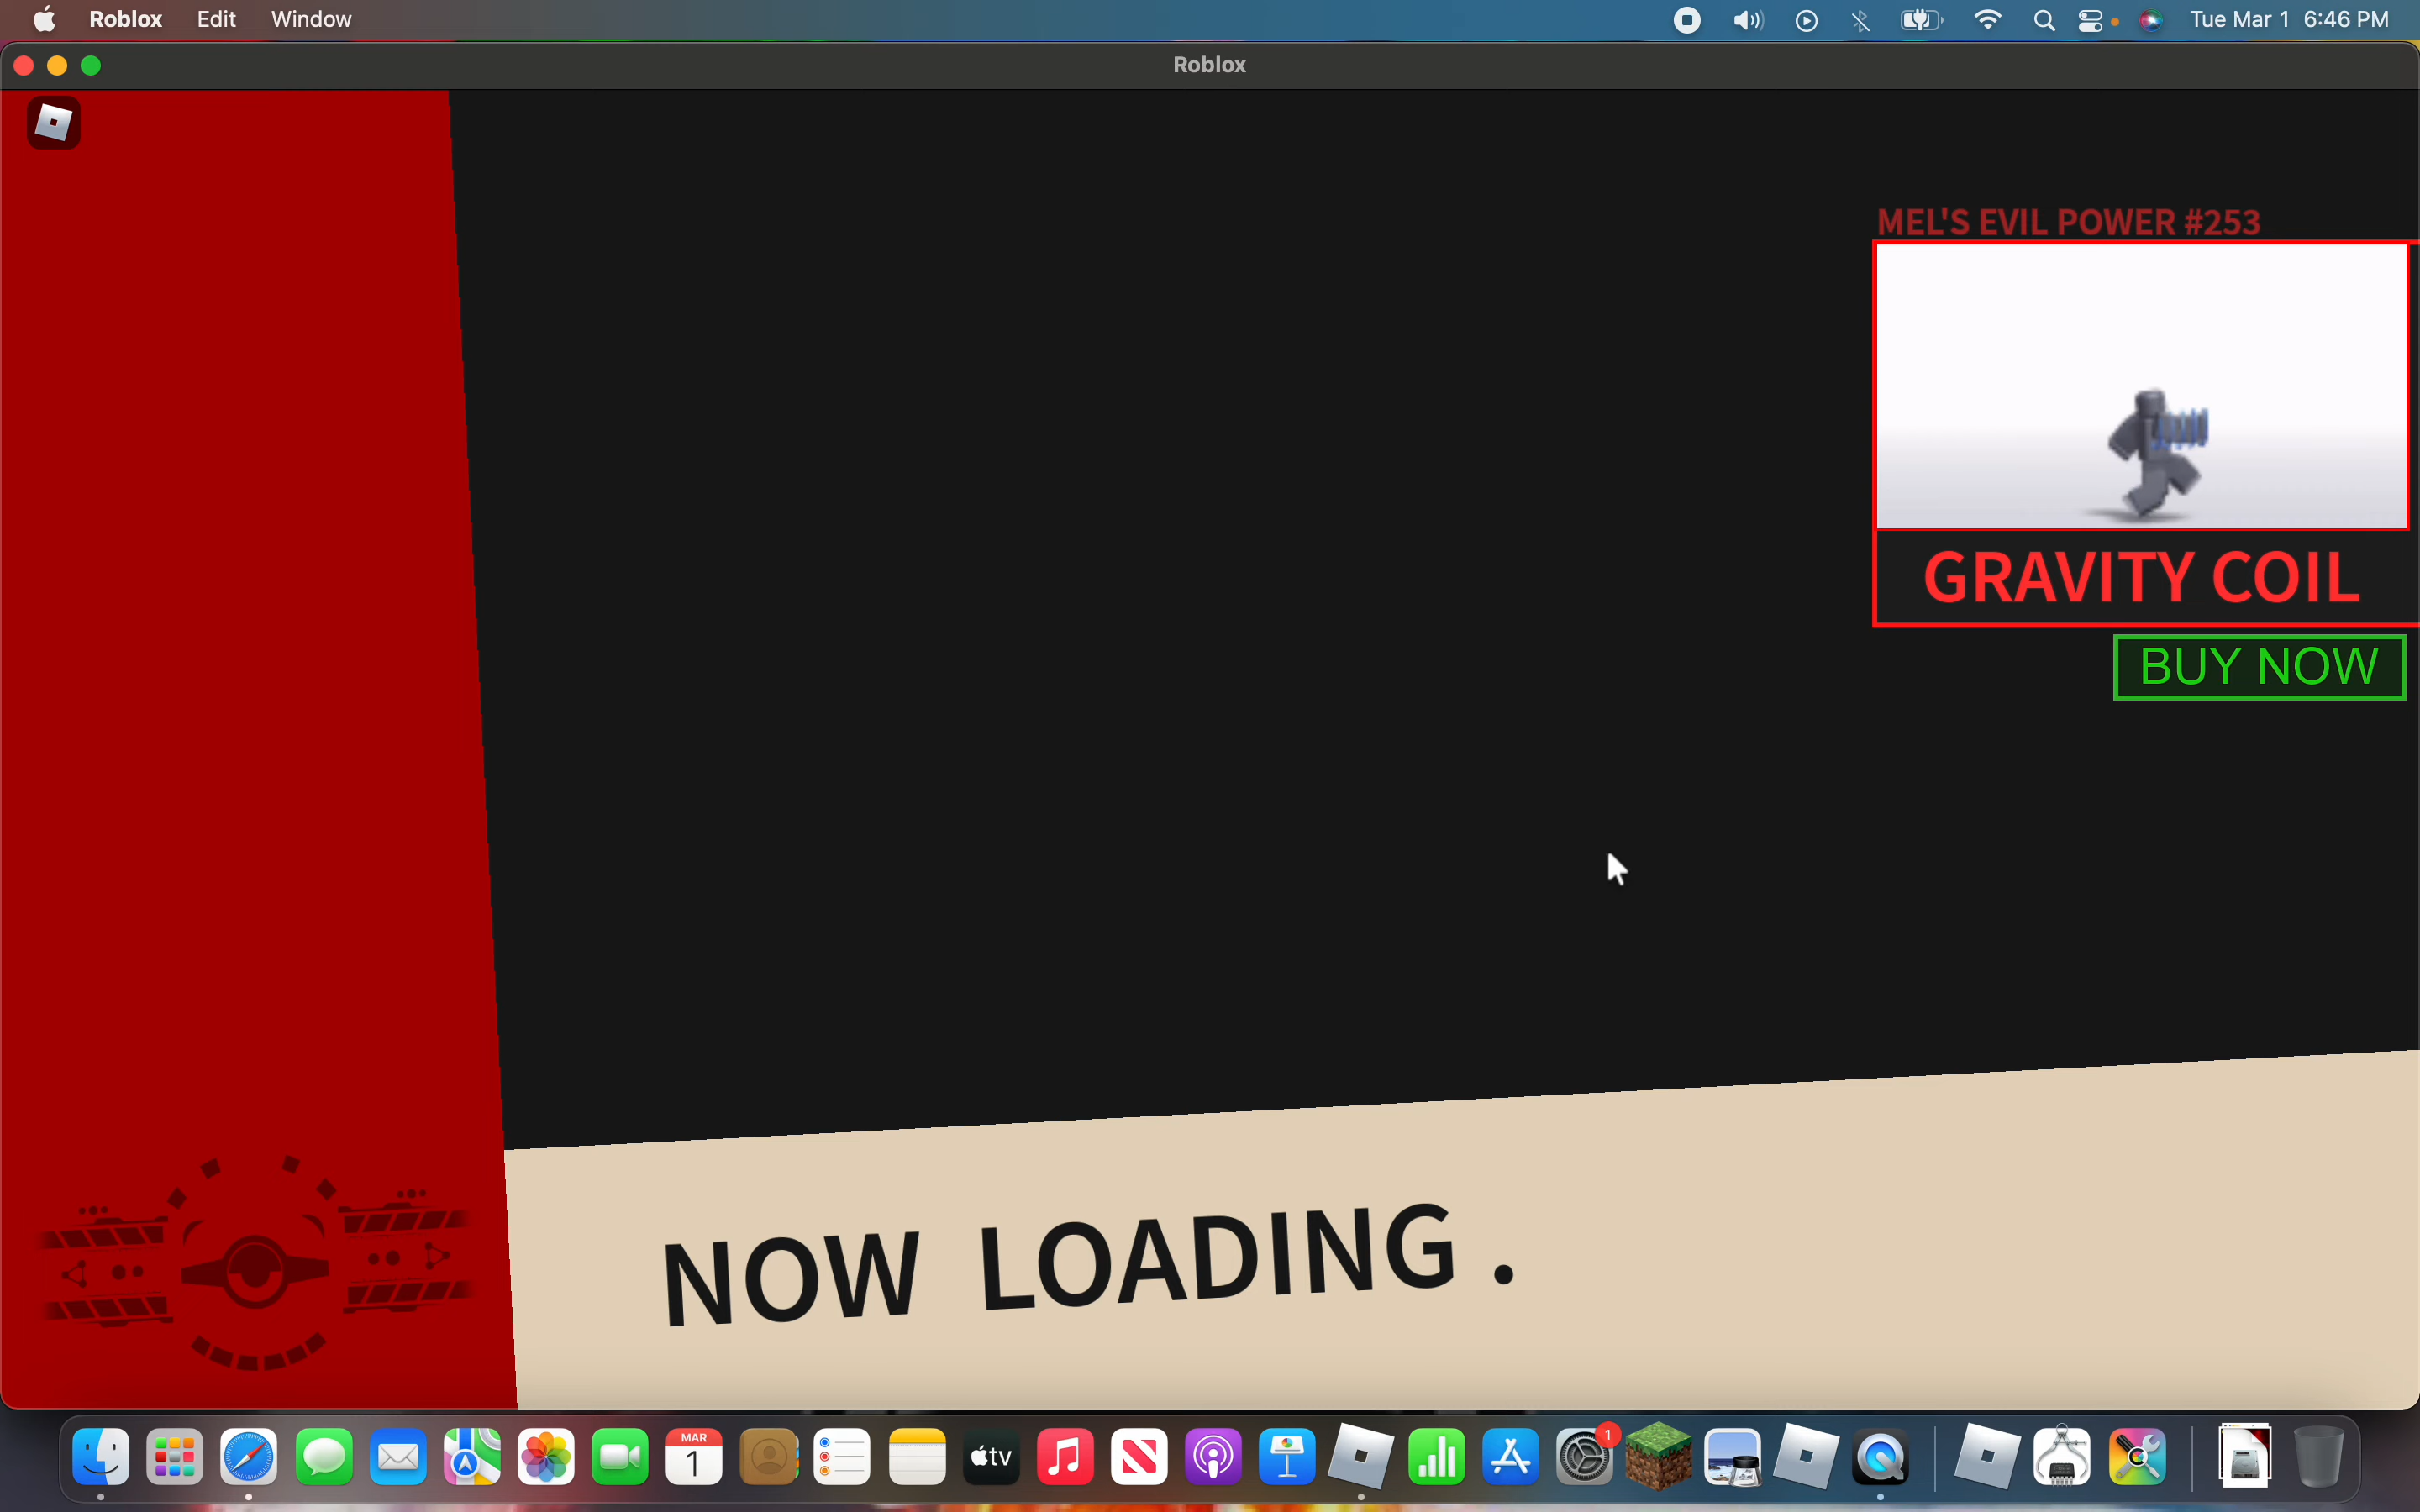 Roblox Edit Window Tue Mar 1 6:46 PM
Roblox
MEL'S EVIL POWER #253
GRAVITY COIL
BUY NOW
NOW LOADING .
MAR
1
tv
1